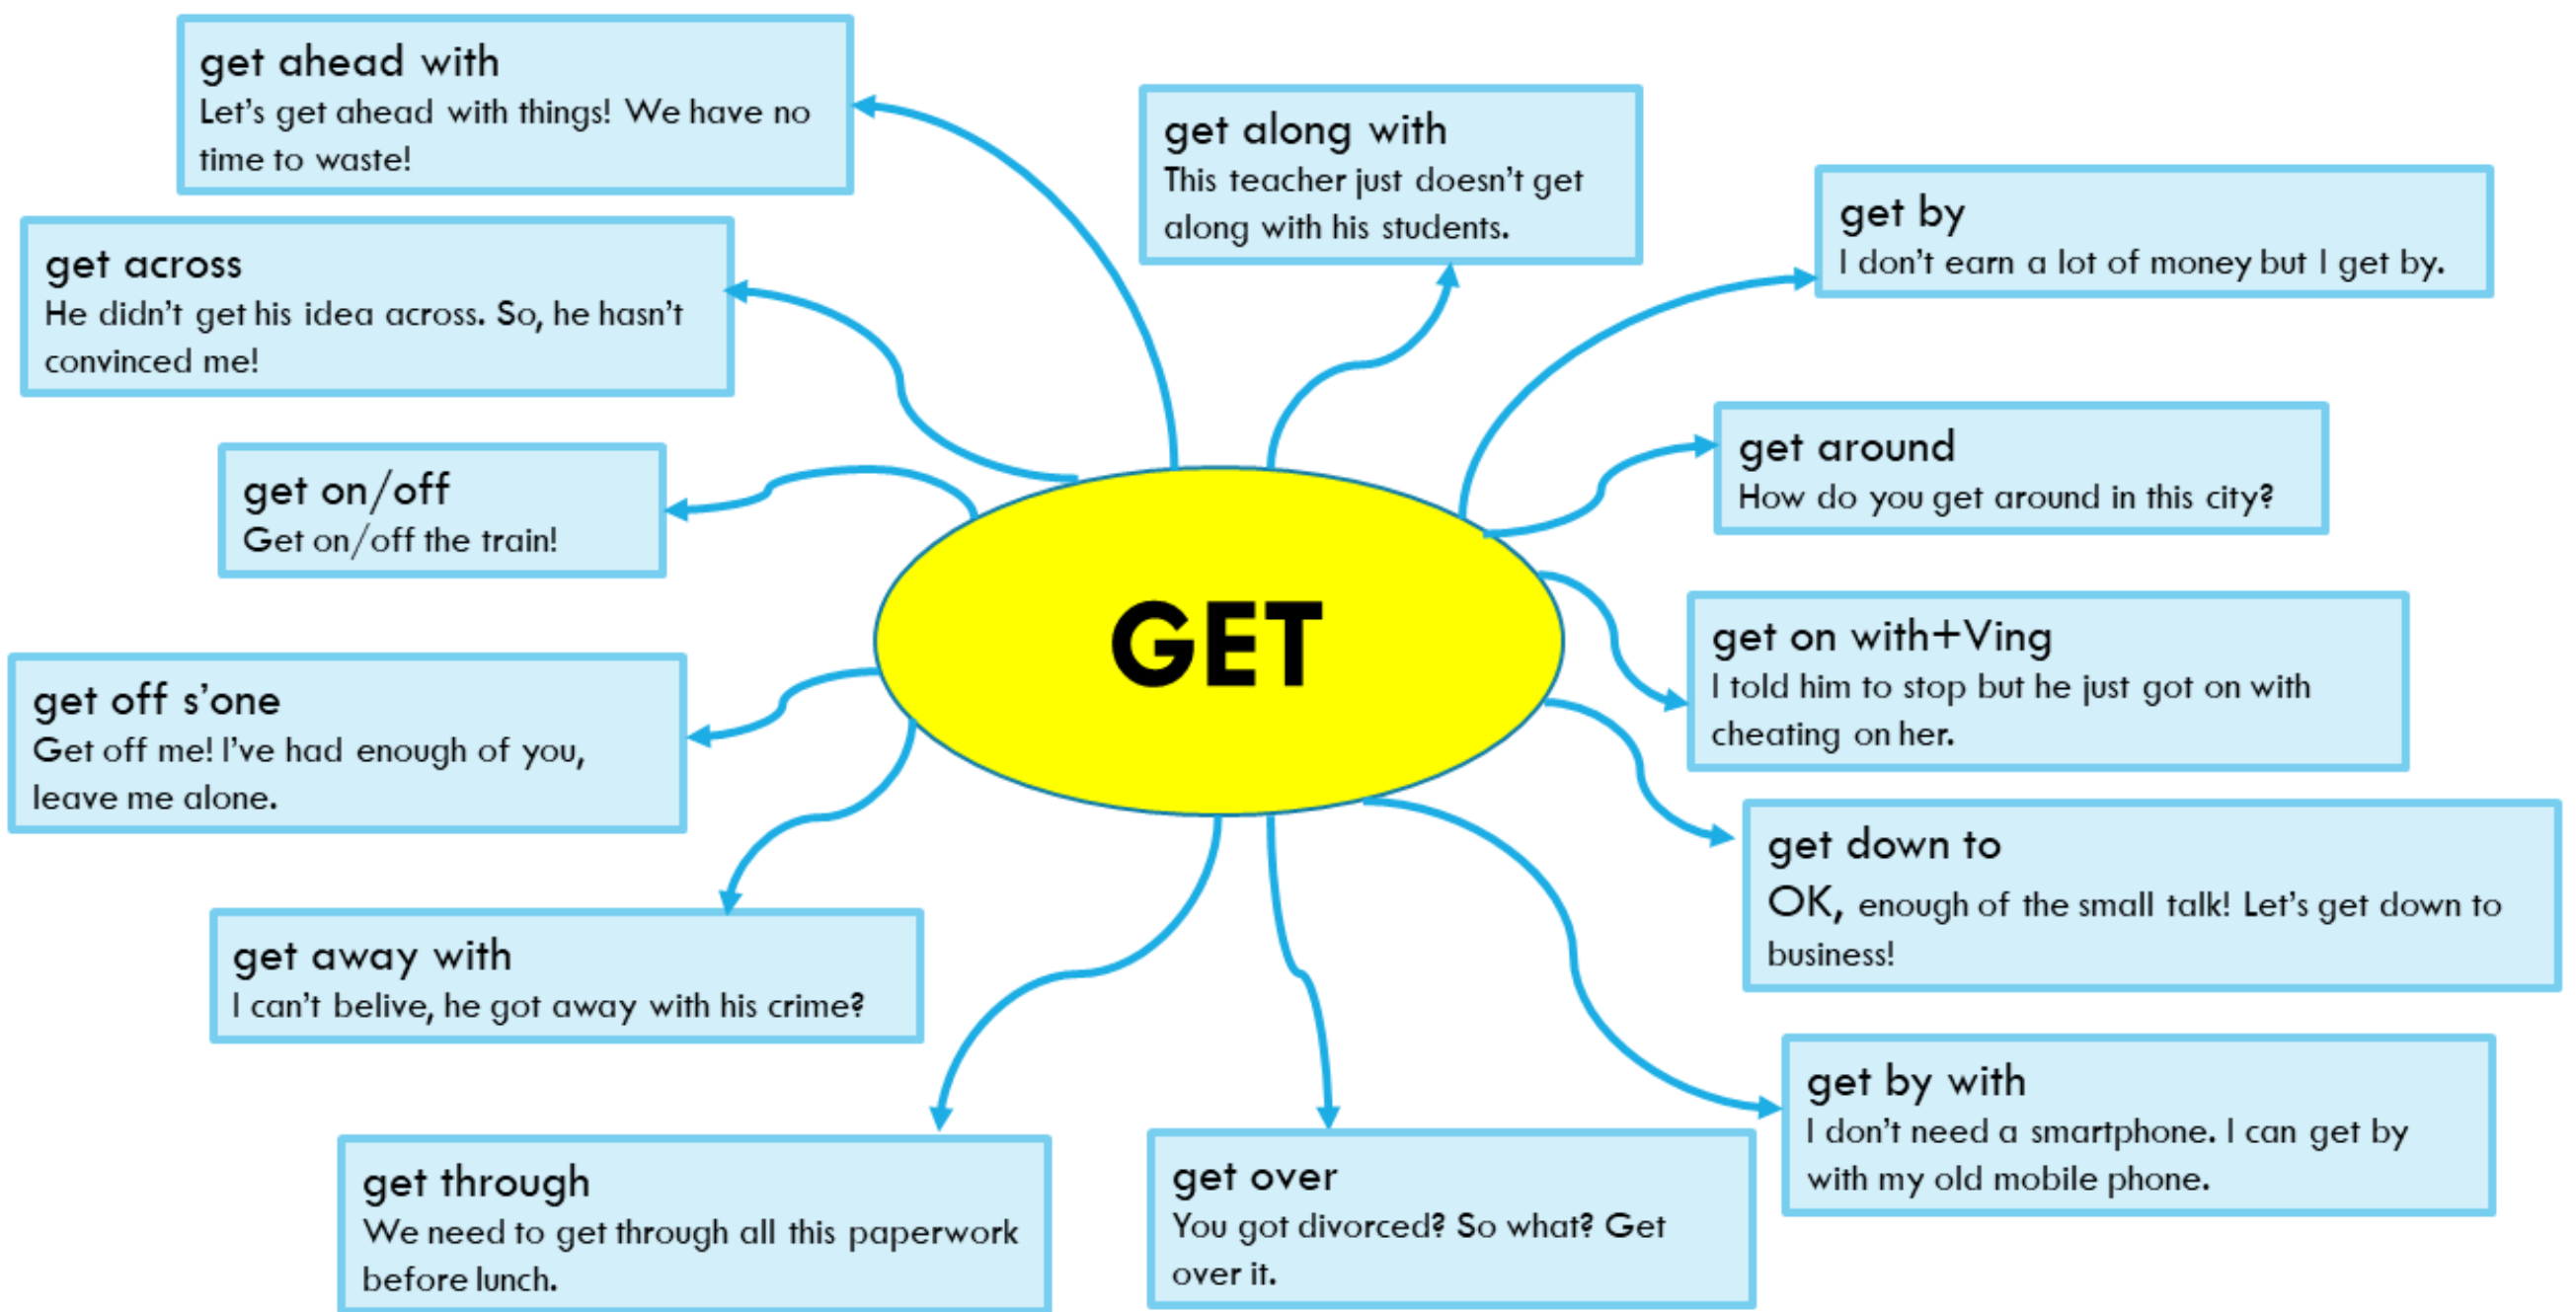 get ahead with
Let's get ahead with things! We have no
time to waste!
get along with
This teacher just doesn't get
along with his students.
get by
I don't earn a lot of money but I get by.
get across
He didn't get his idea across. So, he hasn't
convinced me!
get around
How do you get around in this city?
get on/off
Get on/off the train!
GET
get on with+Ving
I told him to stop but he just got on with
cheating on her.
get off s'one
Get off me! I've had enough of you,
leave me alone.
get down to
OK, enough of the small talk! Let's get down to
business!
get away with
I can't belive, he got away with his crime?
get by with
I don't need a smartphone. I can get by
with my old mobile phone.
get through
We need to get through all this paperwork
before lunch.
get over
You got divorced? So what? Get
over it.